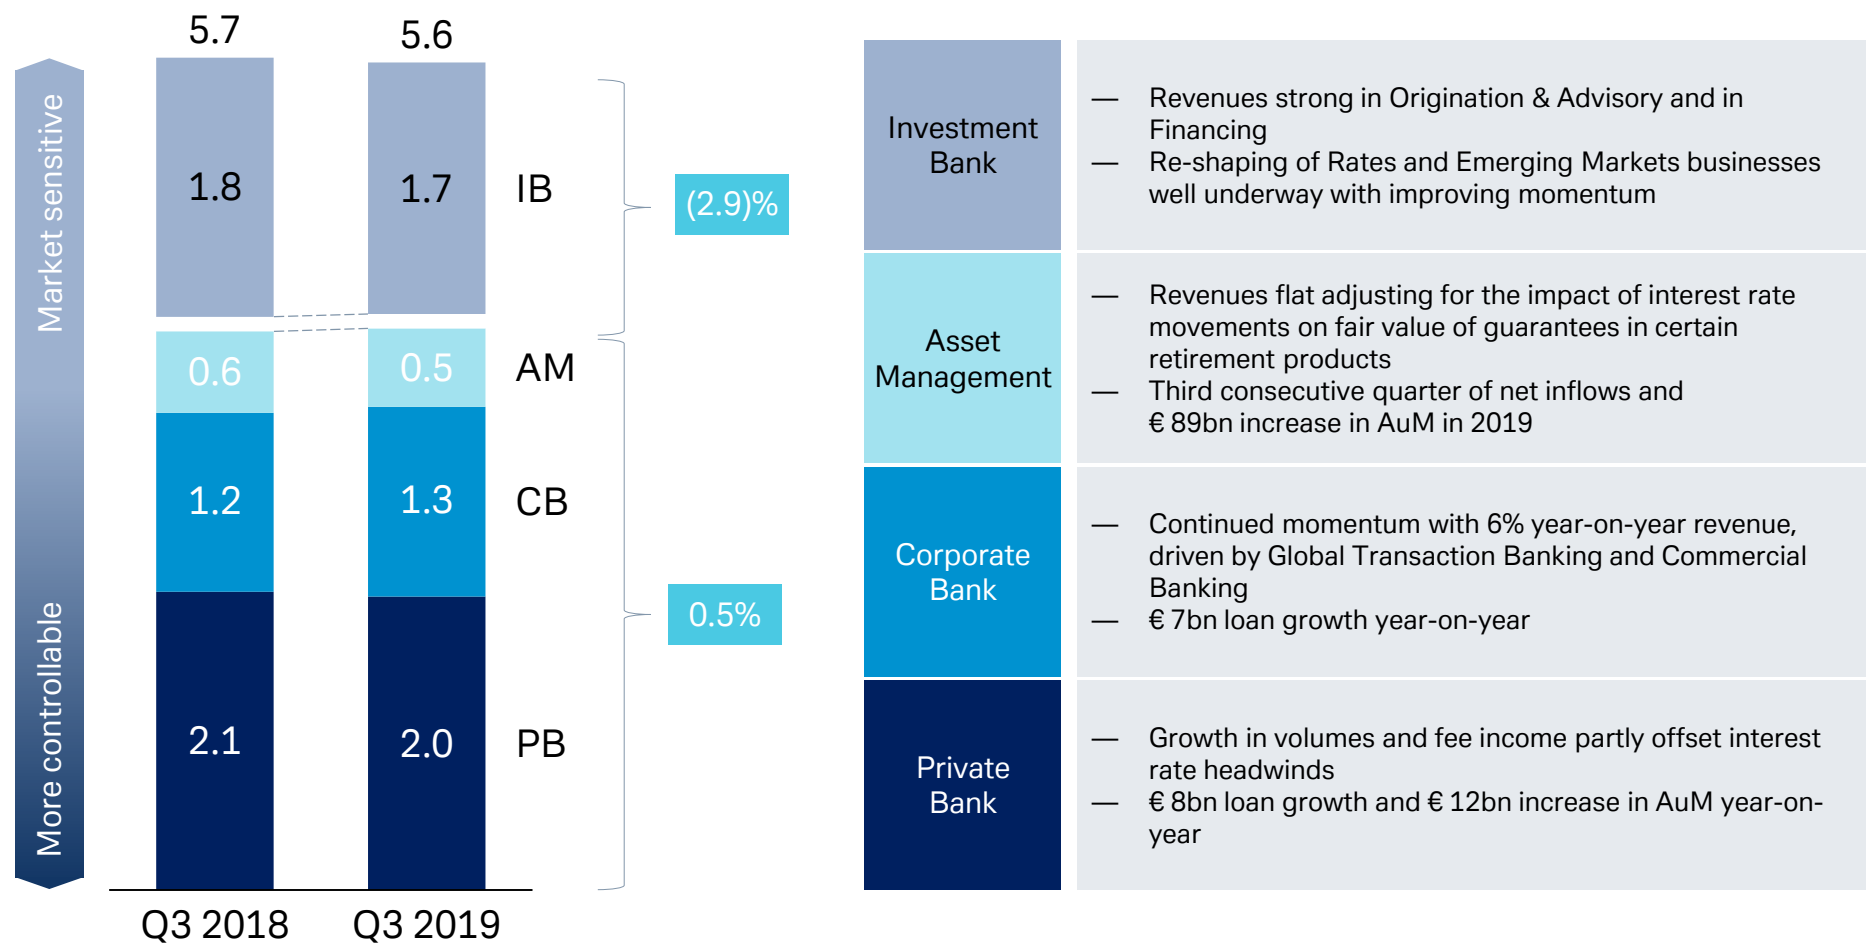 Market sensitive
More controllable
5.7
5.6
1.8
1.7
IB
(2.9)%
0.6
0.5
AM
1.2
1.3
CB
0.5%
2.1
2.0
PB
Q3 2018
Q3 2019
Investment
Bank
— Revenues strong in Origination & Advisory and in
Financing
— Re-shaping of Rates and Emerging Markets businesses
well underway with improving momentum
Asset
Management
— Revenues flat adjusting for the impact of interest rate
movements on fair value of guarantees in certain
retirement products
— Third consecutive quarter of net inflows and
€ 89bn increase in AuM in 2019
Corporate
Bank
— Continued momentum with 6% year-on-year revenue,
driven by Global Transaction Banking and Commercial
Banking
— € 7bn loan growth year-on-year
Private
Bank
— Growth in volumes and fee income partly offset interest
rate headwinds
— € 8bn loan growth and € 12bn increase in AuM year-on-
year